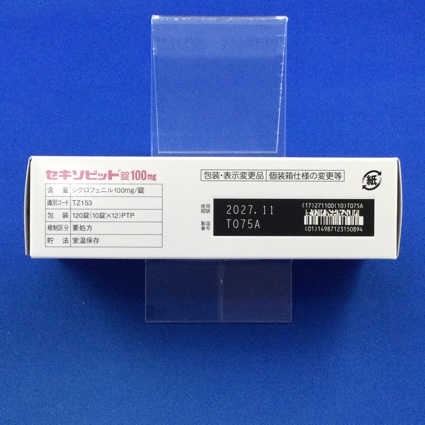 セキソビット錠100mg
含 量 シクロフェニル100mg/錠
識別コード TZ153
包 装 120錠(10錠×12)PTP
規制区分 要処方
貯 法 室温保存
包装・表示変更品 個装箱仕様の変更等
紙
使用期限 2027.11
製造番号 T075A
(17)271100(10)T075A
(01)14987123150894